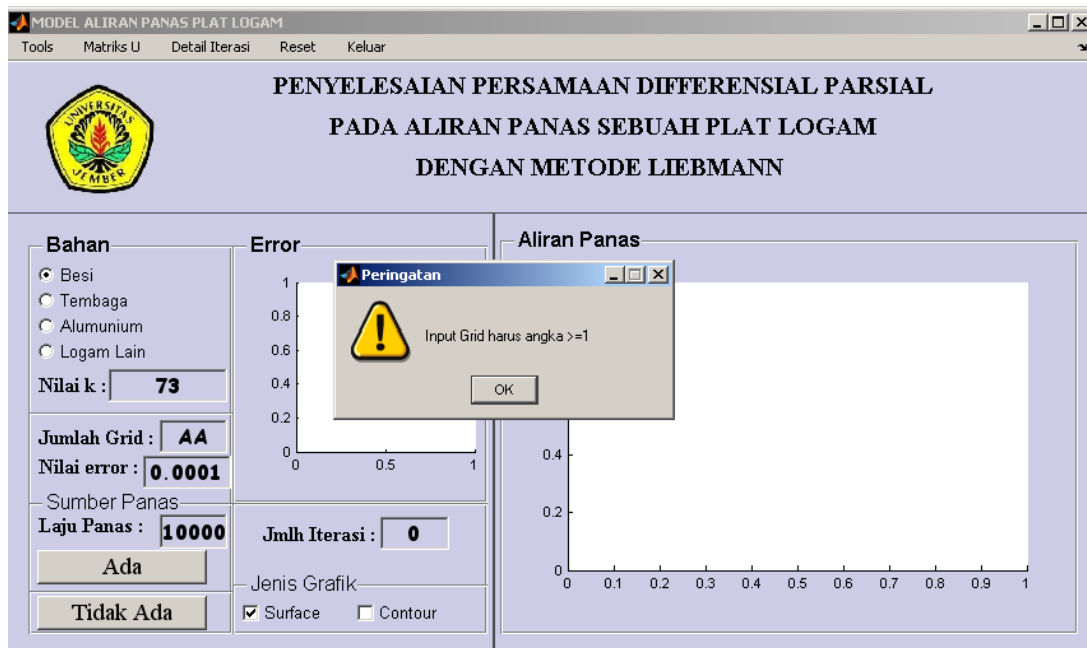 MODEL ALIRAN PANAS PLAT LOGAM
Tools Matriks U Detail Iterasi Reset Keluar
UNIVERSITAS
JEMBER
PENYELESAIAN PERSAMAAN DIFFERENSIAL PARSIAL
PADA ALIRAN PANAS SEBUAH PLAT LOGAM
DENGAN METODE LIEBMANN
Bahan
Besi
Tembaga
Alumunium
Logam Lain
Nilai k : 73
Jumlah Grid : AA
Nilai error : 0.0001
Sumber Panas
Laju Panas : 10000
Ada
Tidak Ada
Error
1
0.8
0.6
0.4
0.2
0
0 0.5 1
Jmlh Iterasi : 0
Jenis Grafik
Surface Contour
Peringatan
Input Grid harus angka >=1
OK
Aliran Panas
0.4
0.2
0
0 0.1 0.2 0.3 0.4 0.5 0.6 0.7 0.8 0.9 1